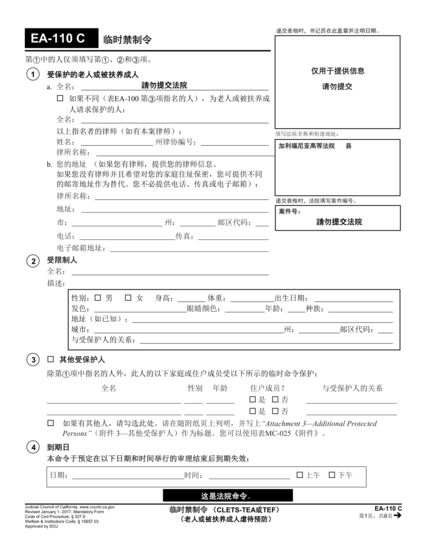 递交表格时，书记员在此盖章并注明日期。
EA-110 C 临时禁制令
仅用于提供信息
请勿提交
第①中的人仅须填写第①、②和③项。
1 受保护的老人或被扶养成人
a. 全名： 請勿提交法院
☐ 如果不同（表EA-100 第③项指名的人），为老人或被扶养成
人请求保护的人：
全名：
以上指名者的律师（如有本案律师）：
姓名： 州律协编号：
律所名称：
填写法院名称和街道地址：
加利福尼亚高等法院 县
b. 您的地址 （如果您有律师，提供您的律师信息。
如果您没有律师并且希望对您的家庭住址保密，您可提供不同
的邮寄地址作为替代。您不必提供电话、传真或电子邮箱）：
律所名称：
地址：
市： 州： 邮区代码：
电话： 传真：
电子邮箱地址：
递交表格时，法院填写案件编号。
案件号：
請勿提交法院
2 受限制人
全名：
描述：
性别： ☐ 男 ☐ 女 身高： 体重： 出生日期：
发色： 眼睛颜色： 年龄： 种族：
地址（如已知）：
城市： 州： 邮区代码：
与受保护人的关系：
3 ☐ 其他受保护人
除第①项中指名的人外，此人的以下家庭或住户成员受以下所示的临时命令保护：
全名 性别 年龄 住户成员？ 与受保护人的关系
☐ 是 ☐ 否
☐ 是 ☐ 否
☐ 如果有其他人，请勾选此处。请在随附纸页上列明，并写上“Attachment 3—Additional Protected
Persons”（附件 3—其他受保护人）作为标题。您可以使用表MC-025《附件》。
4 到期日
本命令于预定在以下日期和时间举行的审理结束后到期失效：
日期： 时间： ☐ 上午 ☐ 下午
这是法院命令。
Judicial Council of California, www.courts.ca.gov
Revised January 1, 2017, Mandatory Form
Code of Civil Procedure, § 527.9
Welfare & Institutions Code, § 15657.03
Approved by DOJ
临时禁制令 （CLETS-TEA或TEF）
（老人或被扶养成人虐待预防）
EA-110 C
第1页，共6页 →